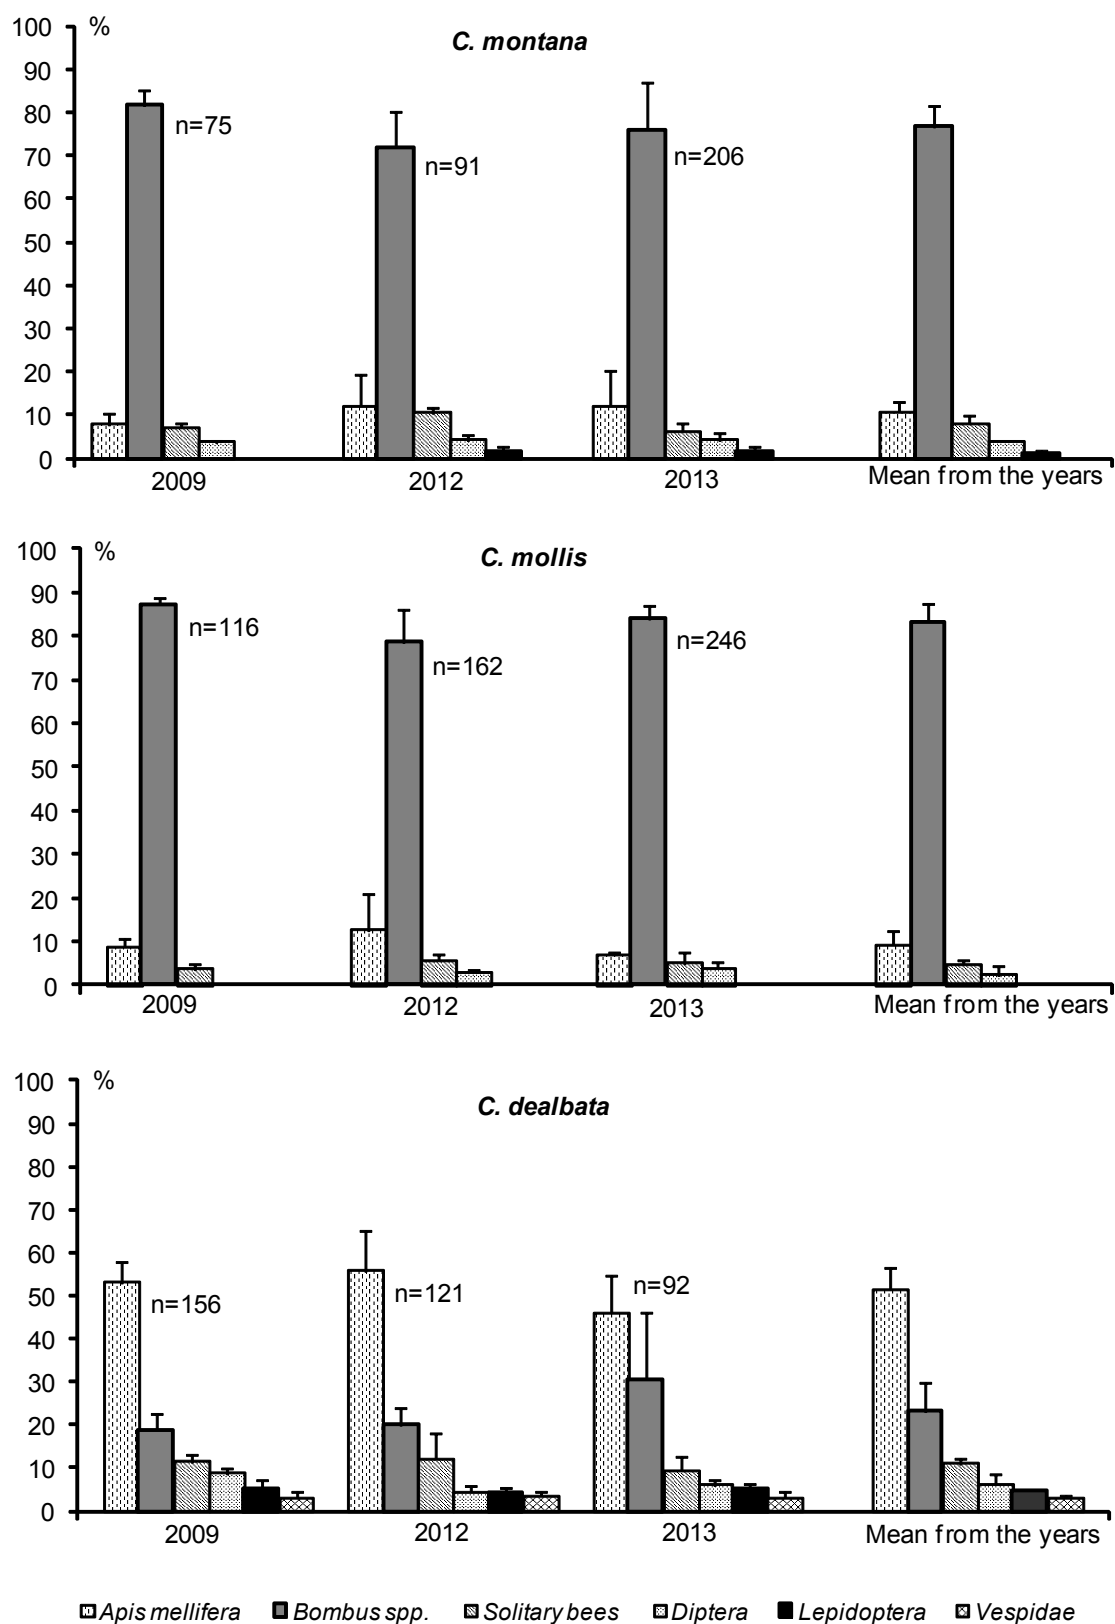 100 %
C. montana
90
80
n=75
70
n=91
n=206
60
50
40
30
20
10
0
2009 2012 2013 Mean from the years
100 %
C. mollis
90
n=116
80
n=162
n=246
70
60
50
40
30
20
10
0
2009 2012 2013 Mean from the years
100 %
C. dealbata
90
80
70
60
50
n=156
n=121
n=92
40
30
20
10
0
2009 2012 2013 Mean from the years
Apis mellifera Bombus spp. Solitary bees Diptera Lepidoptera Vespidae